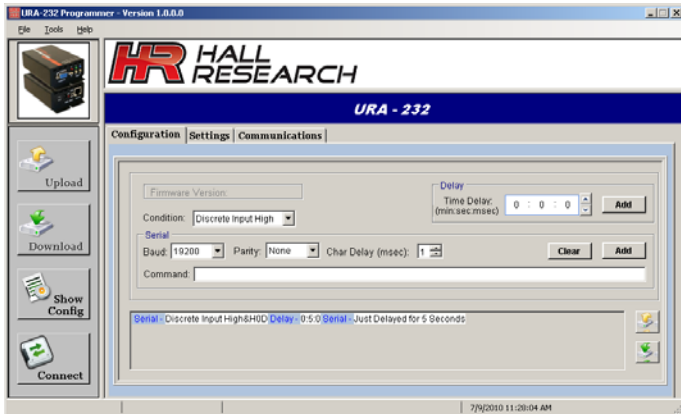 URA-232 Programmer - Version 1.0.0.0
File Tools Help
HR HALL RESEARCH
URA - 232
Configuration Settings Communications
Upload
Download
Show Config
Connect
Firmware Version:
Condition: Discrete Input High
Delay
Time Delay: (min:sec:msec) 0 : 0 : 0 Add
Serial
Baud: 19200 Parity: None Char Delay (msec): 1 Clear Add
Command:
Serial - Discrete Input High&H0D Delay - 0:5:0 Serial - Just Delayed for 5 Seconds
7/9/2010 11:20:04 AM